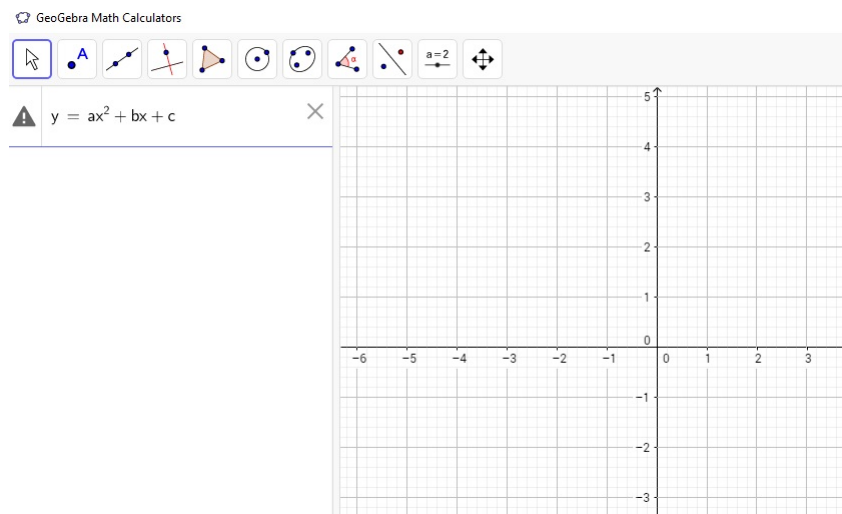 GeoGebra Math Calculators
A
α
a=2
y = ax² + bx + c
5
4
3
2
1
0
−6 −5 −4 −3 −2 −1 0 1 2 3
−1
−2
−3